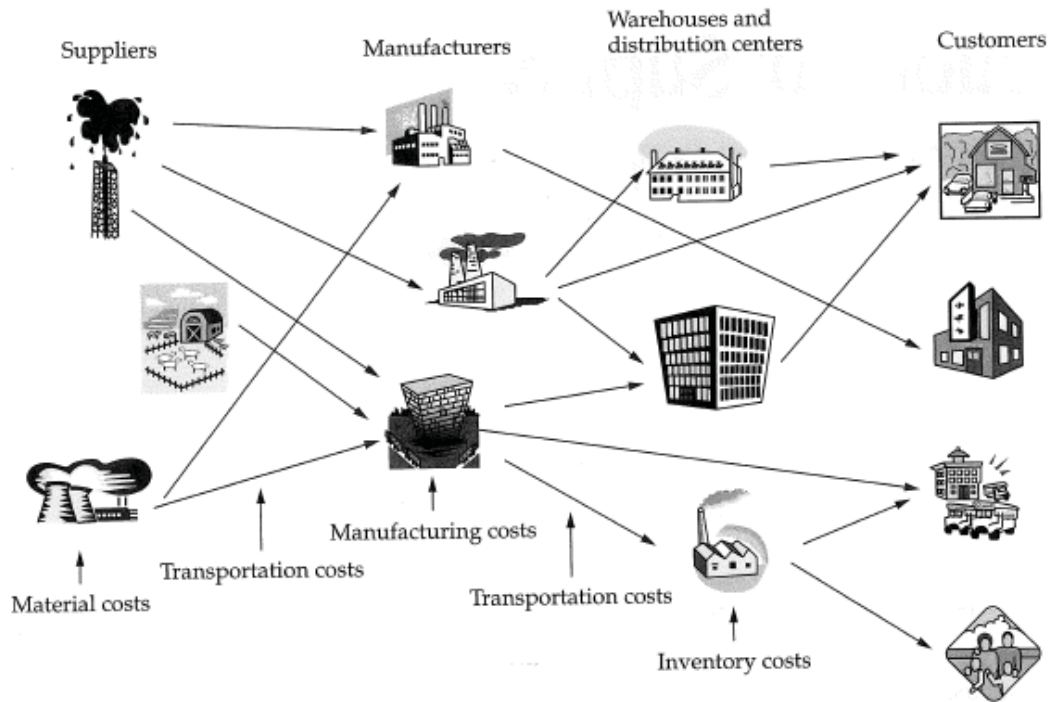 Suppliers
Manufacturers
Warehouses and
distribution centers
Customers
Manufacturing costs
Transportation costs
Material costs
Transportation costs
Inventory costs